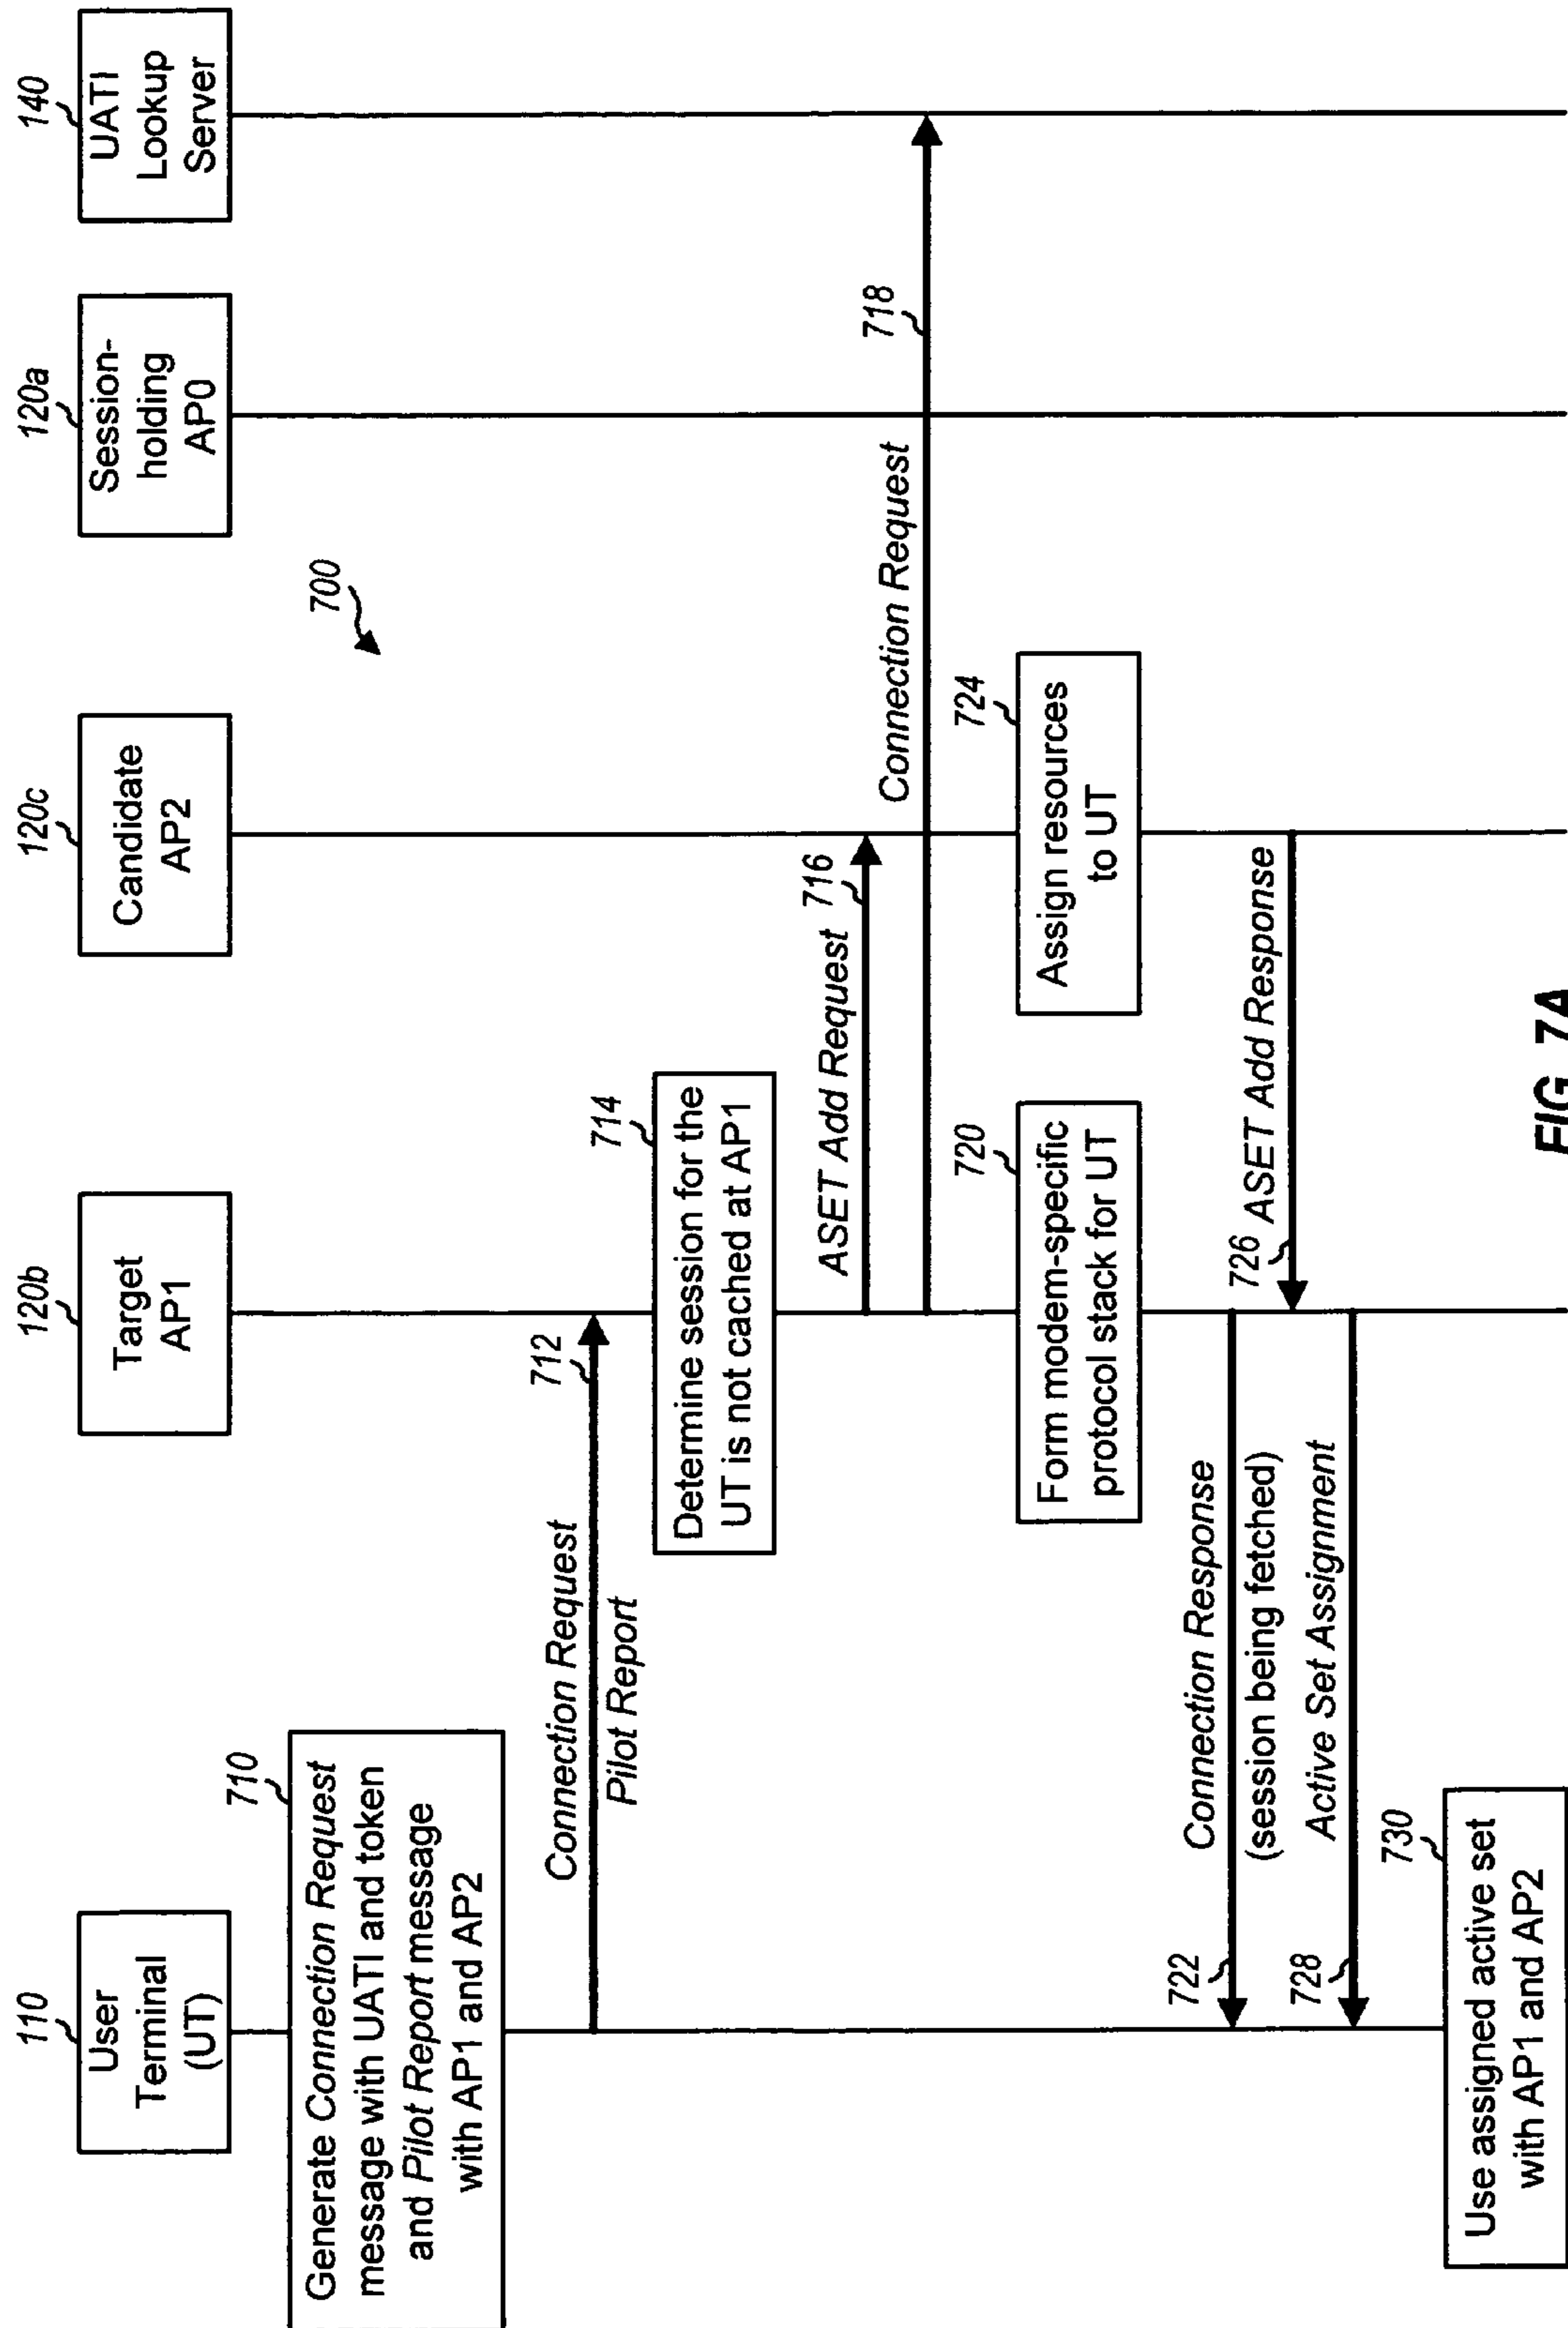 110
User
Terminal
(UT)
120b
Target
AP1
120c
Candidate
AP2
120a
Session-
holding
AP0
140
UATI
Lookup
Server
700
710
Generate Connection Request
message with UATI and token
and Pilot Report message
with AP1 and AP2
Connection Request
712
Pilot Report
714
Determine session for the
UT is not cached at AP1
ASET Add Request
716
Connection Request
718
720
Form modem-specific
protocol stack for UT
724
Assign resources
to UT
722
Connection Response
(session being fetched)
726
ASET Add Response
728
Active Set Assignment
730
Use assigned active set
with AP1 and AP2
FIG. 7A